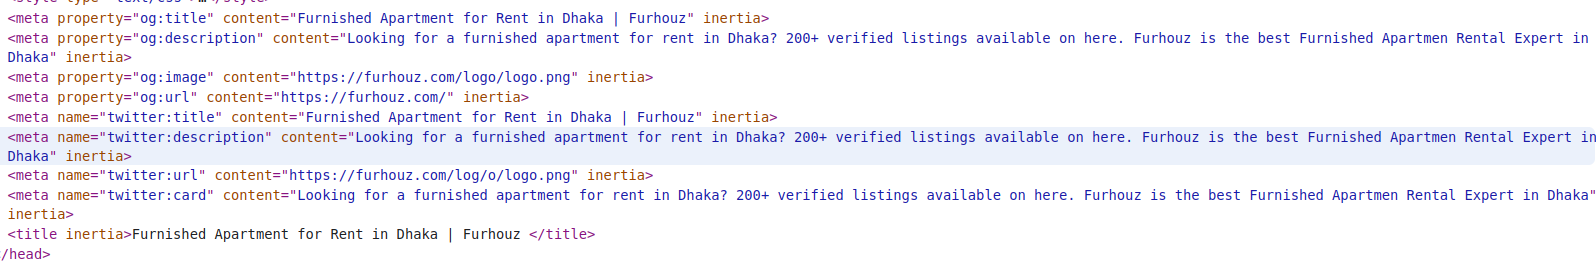 <meta property="og:title" content="Furnished Apartment for Rent in Dhaka | Furhouz" inertia>
<meta property="og:description" content="Looking for a furnished apartment for rent in Dhaka? 200+ verified listings available on here. Furhouz is the best Furnished Apartmen Rental Expert in
Dhaka" inertia>
<meta property="og:image" content="https://furhouz.com/logo/logo.png" inertia>
<meta property="og:url" content="https://furhouz.com/" inertia>
<meta name="twitter:title" content="Furnished Apartment for Rent in Dhaka | Furhouz" inertia>
<meta name="twitter:description" content="Looking for a furnished apartment for rent in Dhaka? 200+ verified listings available on here. Furhouz is the best Furnished Apartmen Rental Expert in
Dhaka" inertia>
<meta name="twitter:url" content="https://furhouz.com/log/o/logo.png" inertia>
<meta name="twitter:card" content="Looking for a furnished apartment for rent in Dhaka? 200+ verified listings available on here. Furhouz is the best Furnished Apartmen Rental Expert in Dhaka"
inertia>
<title inertia>Furnished Apartment for Rent in Dhaka | Furhouz </title>
/head>